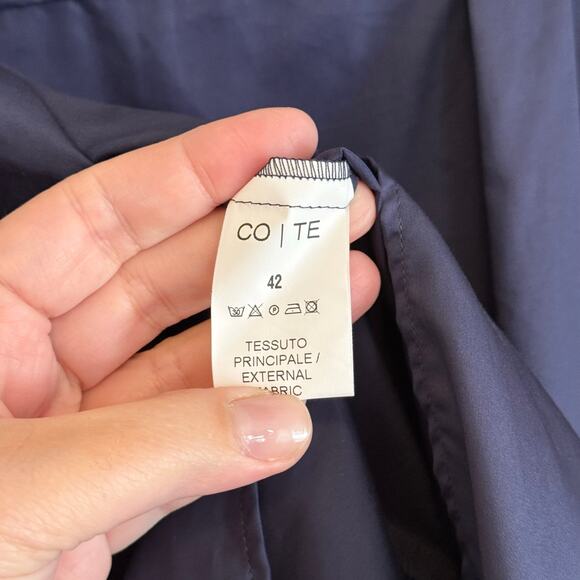 CO | TE
42
TESSUTO
PRINCIPALE /
EXTERNAL